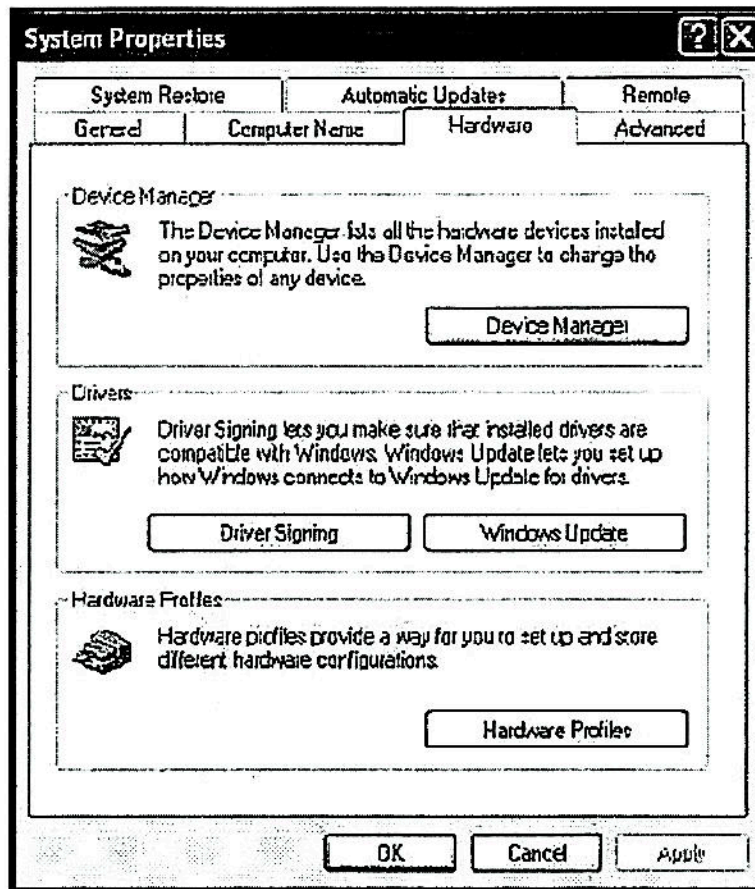 System Properties
System Restore Automatic Updates Remote
General Computer Name Hardware Advanced
Device Manager
The Device Manager lists all the hardware devices installed
on your computer. Use the Device Manager to change the
properties of any device.
Device Manager
Drivers
Driver Signing lets you make sure that installed drivers are
compatible with Windows. Windows Update lets you set up
how Windows connects to Windows Update for drivers.
Driver Signing Windows Update
Hardware Profiles
Hardware profiles provide a way for you to set up and store
different hardware configurations.
Hardware Profiles
OK Cancel Apply